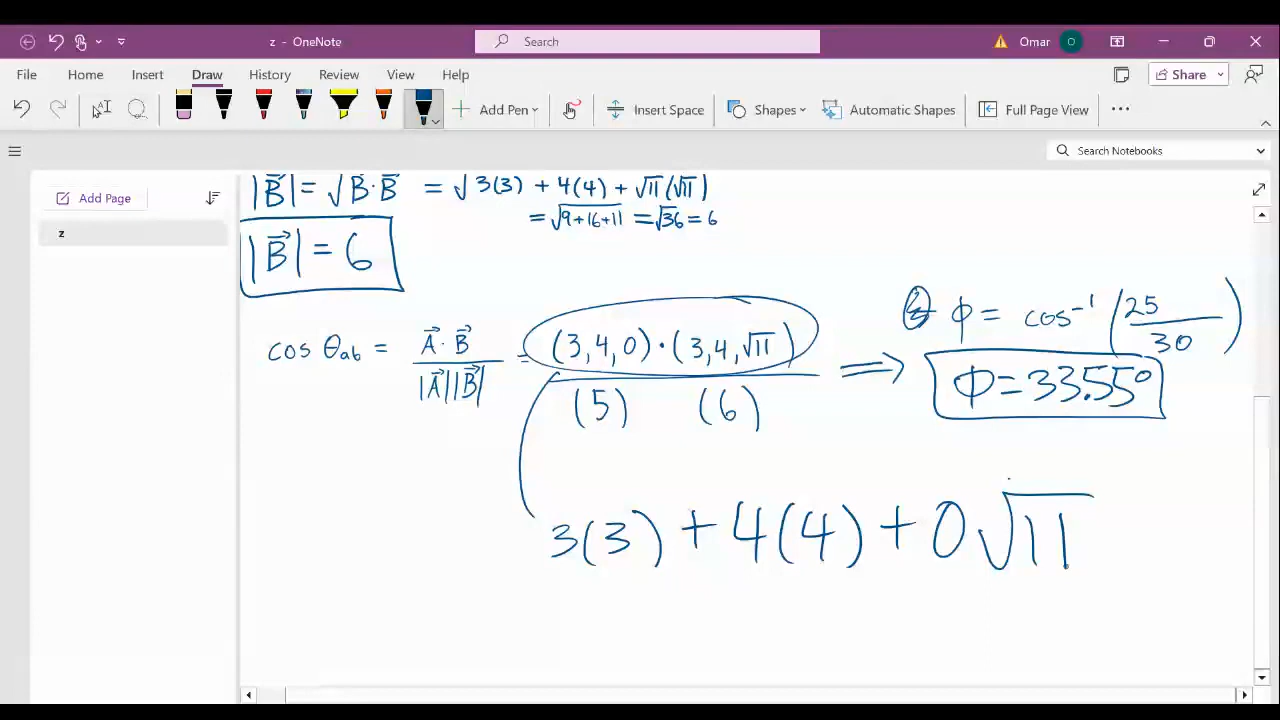 z - OneNote
Search
Omar
File Home Insert Draw History Review View Help
Share
Add Pen
Insert Space
Shapes
Automatic Shapes
Full Page View
Search Notebooks
Add Page
z
|B⃗| = √B⃗·B⃗ = √3(3) + 4(4) + √11(√11)
= √9+16+11 = √36 = 6
|B⃗| = 6
cos θab = A⃗·B⃗ / |A⃗||B⃗| = (3,4,0)·(3,4,√11) / (5) (6) ⟹
ϕ = cos⁻¹ (25/30)
Φ=33.55°
3(3) + 4(4) + 0√11